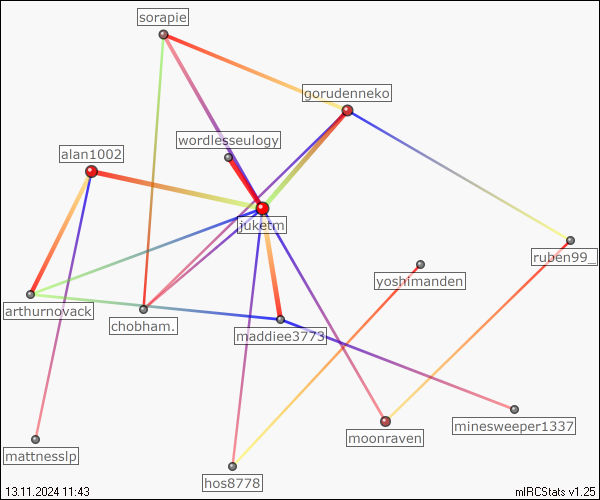 sorapie
gorudenneko
wordlesseulogy
alan1002
juketm
ruben99_
yoshimanden
arthurnovack
chobham.
maddiee3773
minesweeper1337
moonraven
mattnesslp
hos8778
13.11.2024 11:43
mIRCStats v1.25